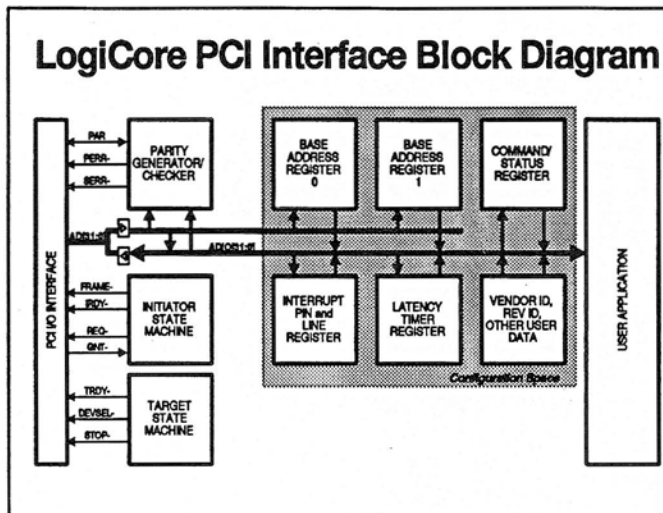 LogiCore PCI Interface Block Diagram
PCI I/O INTERFACE
PAR
PERR-
SERR-
PARITY
GENERATOR/
CHECKER
BASE
ADDRESS
REGISTER
0
BASE
ADDRESS
REGISTER
1
COMMAND/
STATUS
REGISTER
USER APPLICATION
FRAME-
IRDY-
REQ-
GNT-
INITIATOR
STATE
MACHINE
INTERRUPT
PIN and
LINE
REGISTER
LATENCY
TIMER
REGISTER
VENDOR ID,
REV ID,
OTHER USER
DATA
Configuration Space
TRDY-
DEVSEL-
STOP-
TARGET
STATE
MACHINE